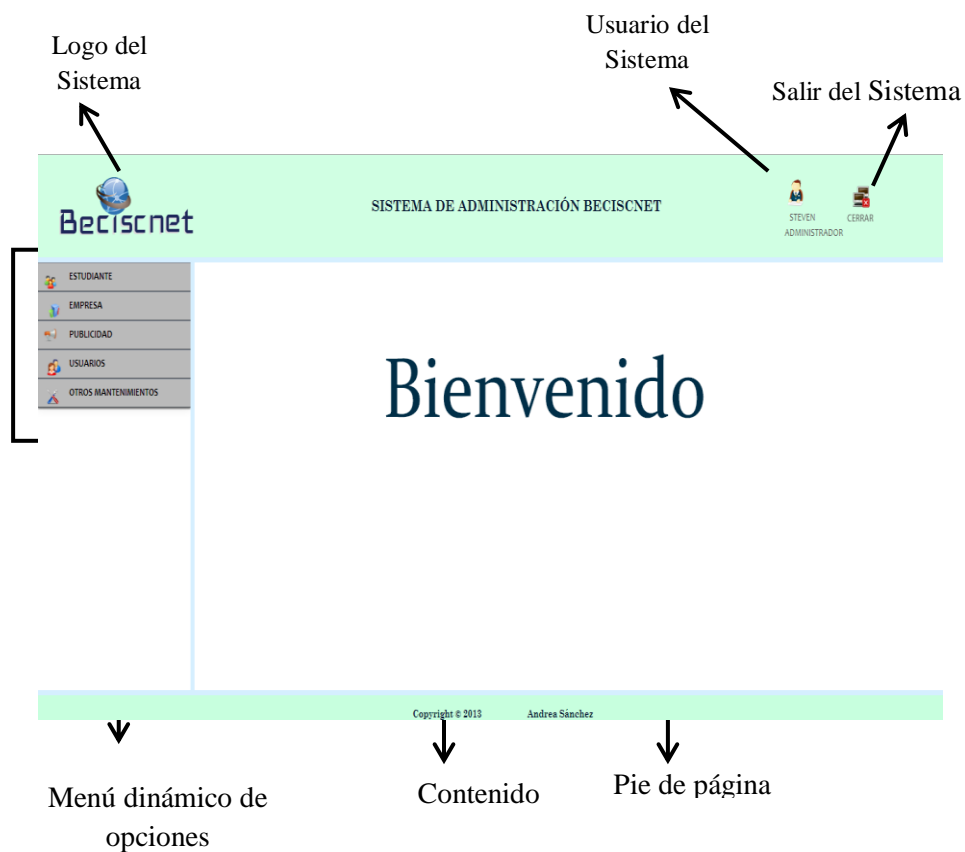 Logo del
Sistema
Usuario del
Sistema
Salir del Sistema
Beciscnet
SISTEMA DE ADMINISTRACIÓN BECISCNET
STEVEN
ADMINISTRADOR
CERRAR
ESTUDIANTE
EMPRESA
PUBLICIDAD
USUARIOS
OTROS MANTENIMIENTOS
Bienvenido
Copyright © 2013 Andrea Sánchez
Menú dinámico de
opciones
Contenido
Pie de página